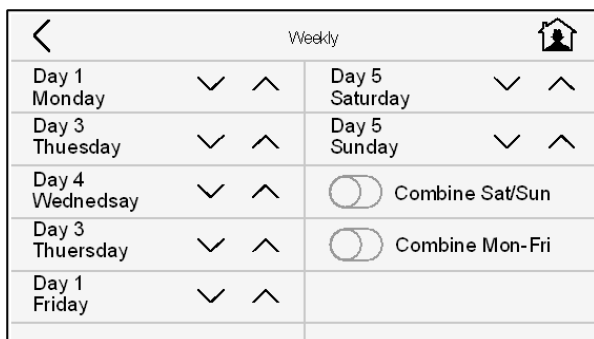 Weekly
Day 1
Monday
Day 3
Thuesday
Day 4
Wednedsay
Day 3
Thuersday
Day 1
Friday
Day 5
Saturday
Day 5
Sunday
Combine Sat/Sun
Combine Mon-Fri